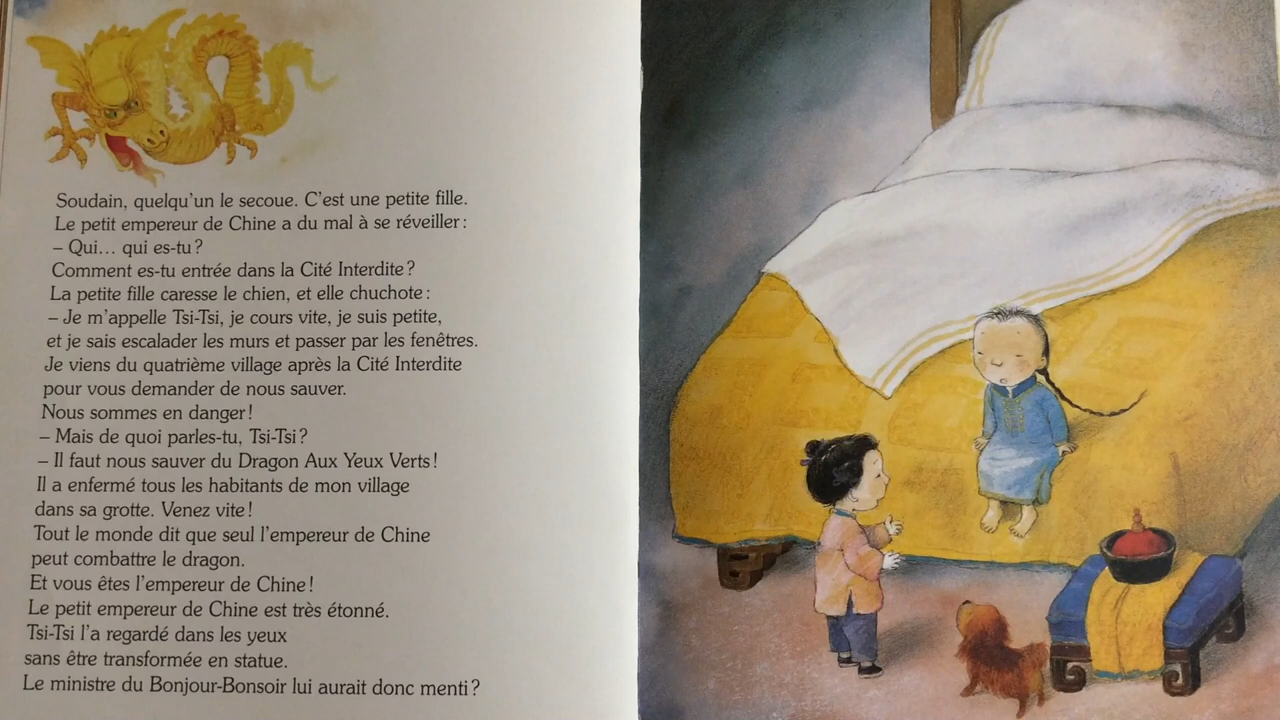 Soudain, quelqu'un le secoue. C'est une petite fille.
Le petit empereur de Chine a du mal à se réveiller :
– Qui... qui es-tu ?
Comment es-tu entrée dans la Cité Interdite ?
La petite fille caresse le chien, et elle chuchote :
– Je m'appelle Tsi-Tsi, je cours vite, je suis petite,
et je sais escalader les murs et passer par les fenêtres.
Je viens du quatrième village après la Cité Interdite
pour vous demander de nous sauver.
Nous sommes en danger !
– Mais de quoi parles-tu, Tsi-Tsi ?
– Il faut nous sauver du Dragon Aux Yeux Verts !
Il a enfermé tous les habitants de mon village
dans sa grotte. Venez vite !
Tout le monde dit que seul l'empereur de Chine
peut combattre le dragon.
Et vous êtes l'empereur de Chine !
Le petit empereur de Chine est très étonné.
Tsi-Tsi l'a regardé dans les yeux
sans être transformée en statue.
Le ministre du Bonjour-Bonsoir lui aurait donc menti ?